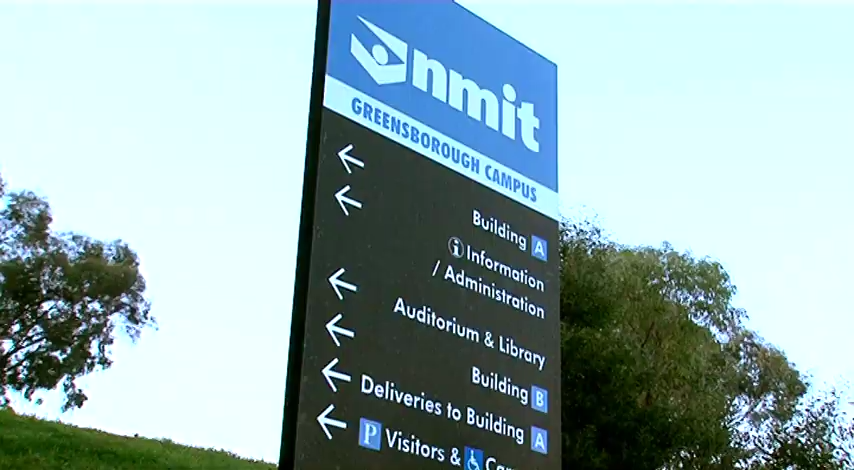 nmit
GREENSBOROUGH CAMPUS
Building A
i Information
/ Administration
Auditorium & Library
Building B
Deliveries to Building A
P Visitors &